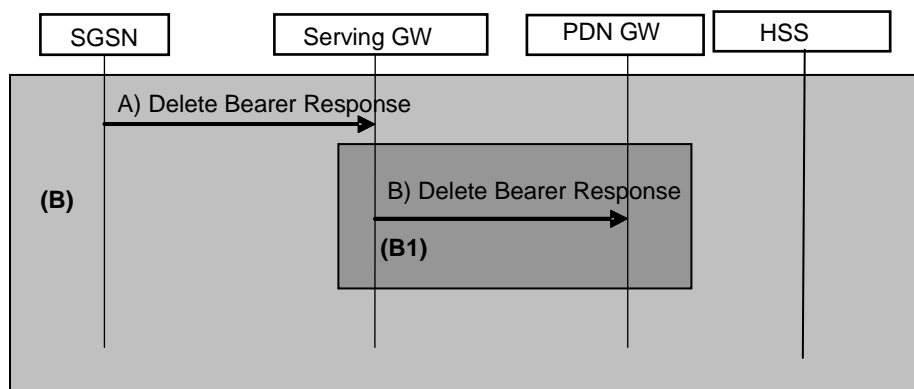 SGSN
Serving GW
PDN GW
HSS
A) Delete Bearer Response
(B)
B) Delete Bearer Response
(B1)